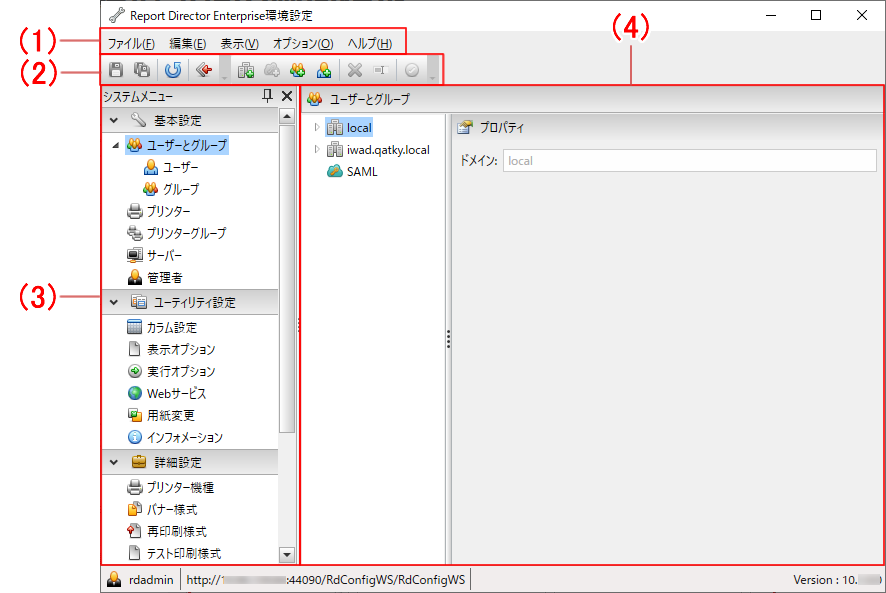 Report Director Enterprise環境設定
(1)
ファイル(F) 編集(E) 表示(V) オプション(O) ヘルプ(H)
(4)
(2)
システムメニュー
ユーザーとグループ
基本設定
ユーザーとグループ
ユーザー
グループ
プリンター
プリンターグループ
サーバー
管理者
(3)
ユーティリティ設定
カラム設定
表示オプション
実行オプション
Webサービス
用紙変更
インフォメーション
詳細設定
プリンター機種
バナー様式
再印刷様式
テスト印刷様式
local
iwad.qatky.local
SAML
プロパティ
ドメイン: local
rdadmin
http://1 :44090/RdConfigWS/RdConfigWS
Version : 10.